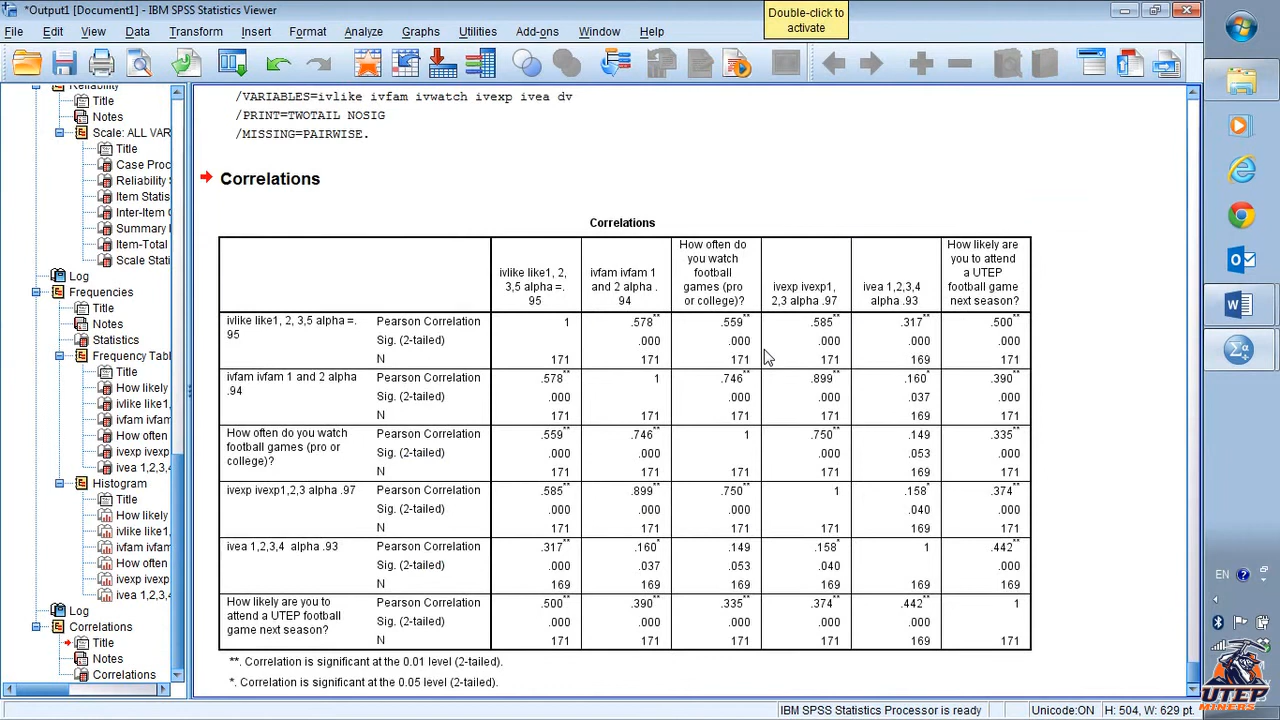 *Output1 [Document1] - IBM SPSS Statistics Viewer
Double-click to
activate
File Edit View Data Transform Insert Format Analyze Graphs Utilities Add-ons Window Help
Reliability
Title
Notes
Scale: ALL VAR
Title
Case Proc
Reliability S
Item Statis
Inter-Item C
Summary I
Item-Total
Scale Stati
Log
Frequencies
Title
Notes
Statistics
Frequency Tab
Title
How likely
ivlike like1,
ivfam ivfam
How often
ivexp ivexp
ivea 1,2,3,4
Histogram
Title
How likely
ivlike like1,
ivfam ivfam
How often
ivexp ivexp
ivea 1,2,3,4
Log
Correlations
Title
Notes
Correlations
/VARIABLES=ivlike ivfam ivwatch ivexp ivea dv
/PRINT=TWOTAIL NOSIG
/MISSING=PAIRWISE.
Correlations
Correlations
ivlike like1, 2,
3,5 alpha =.
95
ivfam ivfam 1
and 2 alpha .
94
How often do
you watch
football
games (pro
or college)?
ivexp ivexp1,
2,3 alpha .97
ivea 1,2,3,4
alpha .93
How likely are
you to attend
a UTEP
football game
next season?
ivlike like1, 2, 3,5 alpha =.
95
Pearson Correlation 1 .578** .559** .585** .317** .500**
Sig. (2-tailed) .000 .000 .000 .000 .000
N 171 171 171 171 169 171
ivfam ivfam 1 and 2 alpha
.94
Pearson Correlation .578** 1 .746** .899** .160* .390**
Sig. (2-tailed) .000 .000 .000 .037 .000
N 171 171 171 171 169 171
How often do you watch
football games (pro or
college)?
Pearson Correlation .559** .746** 1 .750** .149 .335**
Sig. (2-tailed) .000 .000 .000 .053 .000
N 171 171 171 171 169 171
ivexp ivexp1,2,3 alpha .97
Pearson Correlation .585** .899** .750** 1 .158* .374**
Sig. (2-tailed) .000 .000 .000 .040 .000
N 171 171 171 171 169 171
ivea 1,2,3,4 alpha .93
Pearson Correlation .317** .160* .149 .158* 1 .442**
Sig. (2-tailed) .000 .037 .053 .040 .000
N 169 169 169 169 169 169
How likely are you to
attend a UTEP football
game next season?
Pearson Correlation .500** .390** .335** .374** .442** 1
Sig. (2-tailed) .000 .000 .000 .000 .000
N 171 171 171 171 169 171
**. Correlation is significant at the 0.01 level (2-tailed).
*. Correlation is significant at the 0.05 level (2-tailed).
IBM SPSS Statistics Processor is ready Unicode:ON H: 504, W: 629 pt.
EN
UTEP
MINERS